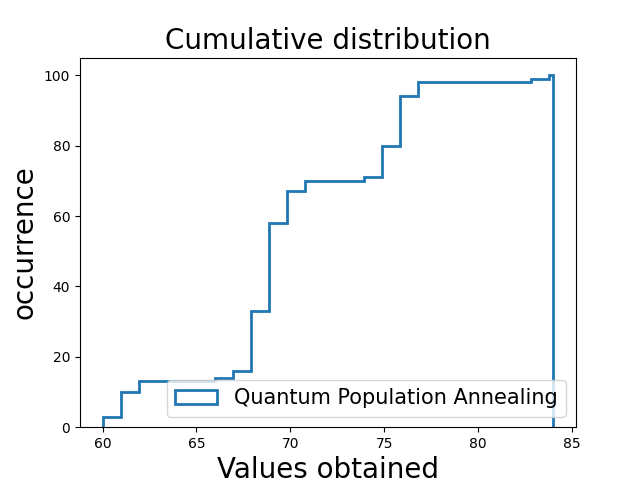 Cumulative distribution
occurrence
100
80
60
40
20
0
Quantum Population Annealing
60 65 70 75 80 85
Values obtained